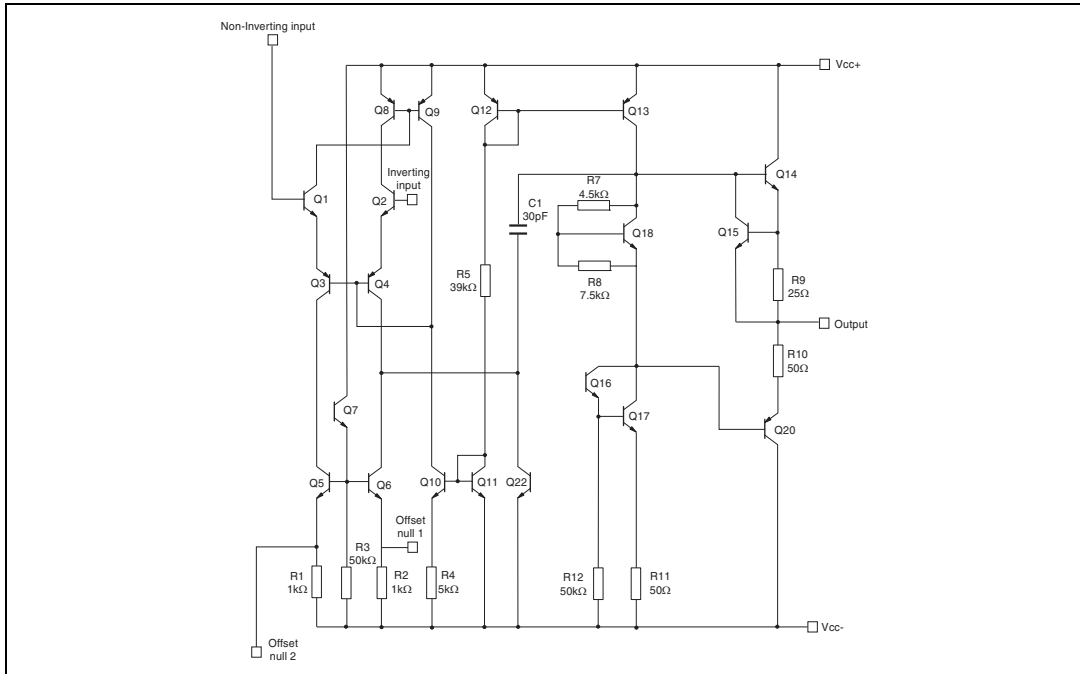 Non-Inverting input
Vcc+
Q8
Q9
Q12
Q13
Inverting
input
Q1
Q2
Q14
R7
4.5kΩ
C1
30pF
Q15
Q18
Q3
Q4
R5
39kΩ
R8
7.5kΩ
R9
25Ω
Output
R10
50Ω
Q16
Q7
Q17
Q20
Q5
Q6
Q10
Q11
Q22
Offset
null 1
R3
50kΩ
R1
1kΩ
R2
1kΩ
R4
5kΩ
R12
50kΩ
R11
50Ω
Vcc-
Offset
null 2